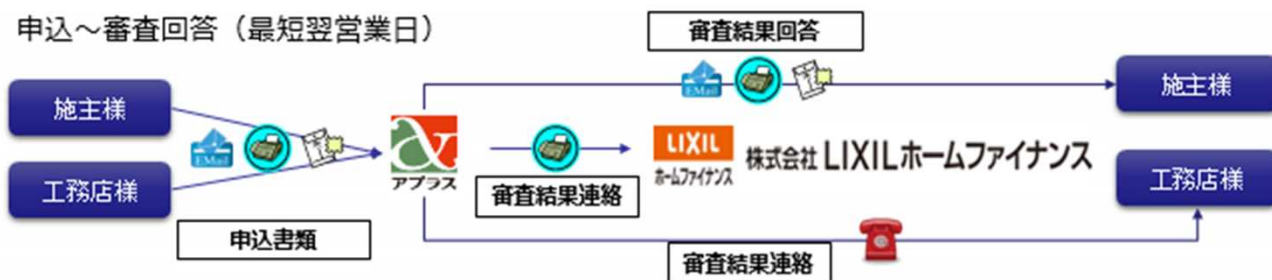 申込～審査回答（最短翌営業日）
審査結果回答
施主様
施主様
EMail
EMail
工務店様
アプラス
LIXIL
ホームファイナンス
株式会社 LIXILホームファイナンス
工務店様
審査結果連絡
申込書類
審査結果連絡